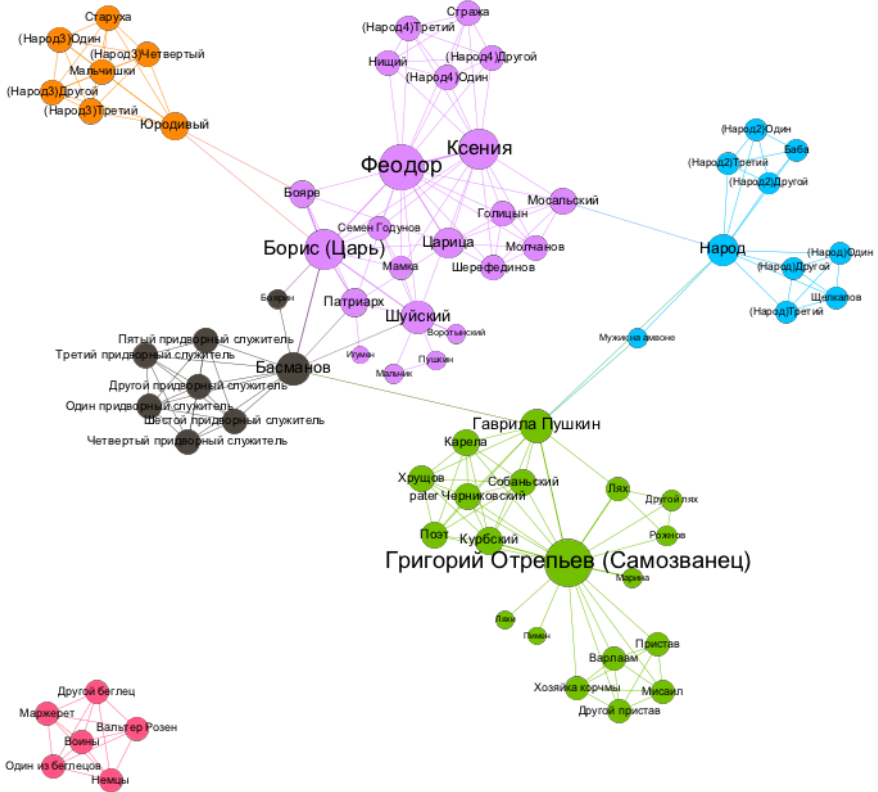 Старуха
(Народ3)Один
(Народ3)Четвертый
Мальчишки
(Народ3)Другой
(Народ3)Третий
Юродивый
Стража
(Народ4)Третий
(Народ4)Другой
Нищий
(Народ4)Один
Ксения
Феодор
Бояре
Мосальский
Голицын
Семен Годунов
Борис (Царь)
Царица
Молчанов
Мамка
Шерефединов
Патриарх
Шуйский
Воротынский
Игумен
Пушкин
Мальчик
(Народ2)Один
Баба
(Народ2)Третий
(Народ2)Другой
Народ
(Народ)Один
(Народ)Другой
Щелкалов
(Народ)Третий
Мужик на амвоне
Боярин
Пятый придворный служитель
Третий придворный служитель
Басманов
Другой придворный служитель
Один придворный служитель
Шестой придворный служитель
Четвертый придворный служитель
Гаврила Пушкин
Карела
Хрущов
Собаньский
pater Черниковский
Лях
Другой лях
Поэт
Курбский
Рожнов
Григорий Отрепьев (Самозванец)
Марина
Ляхи
Пимен
Пристав
Варлаам
Хозяйка корчмы
Мисаил
Другой пристав
Другой беглец
Маржерет
Вальтер Розен
Воины
Один из беглецов
Немцы